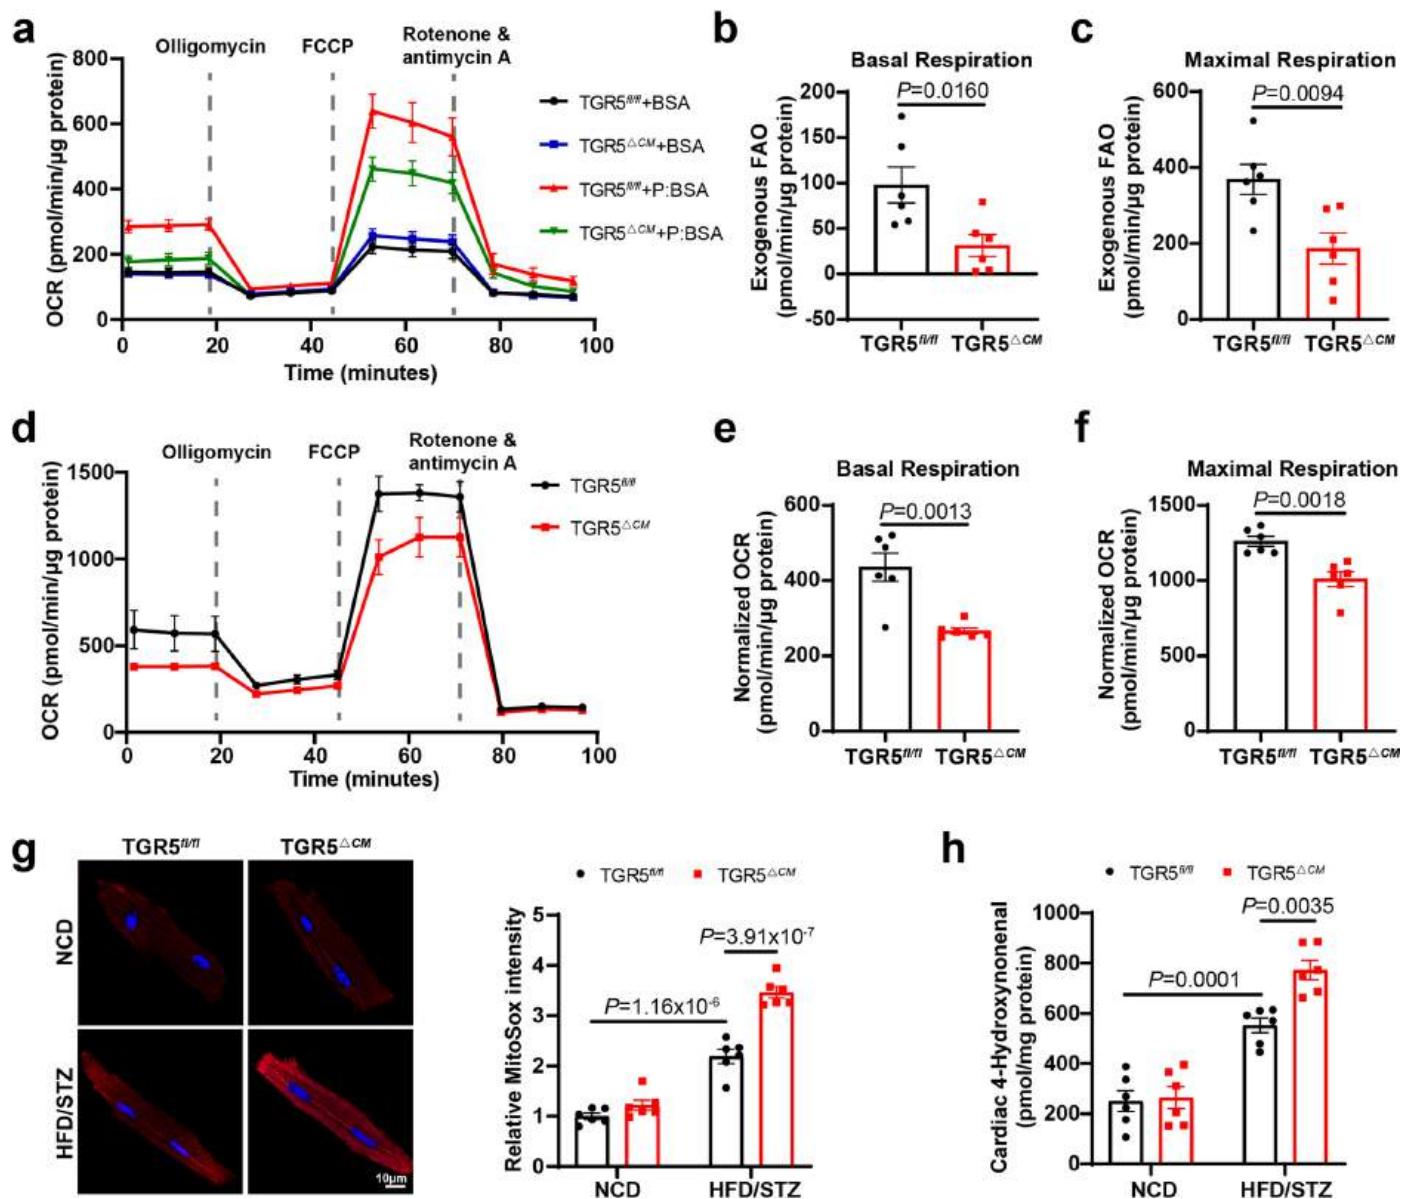 a
Olligomycin
FCCP
Rotenone &
antimycin A
OCR (pmol/min/µg protein)
800
600
400
200
0
0
20
40
60
80
100
Time (minutes)
TGR5fl/fl+BSA
TGR5△CM+BSA
TGR5fl/fl+P:BSA
TGR5△CM+P:BSA
b
Basal Respiration
P=0.0160
Exogenous FAO
(pmol/min/µg protein)
200
150
100
50
0
-50
TGR5fl/fl
TGR5△CM
c
Maximal Respiration
P=0.0094
Exogenous FAO
(pmol/min/µg protein)
600
400
200
0
TGR5fl/fl
TGR5△CM
d
Olligomycin
FCCP
Rotenone &
antimycin A
OCR (pmol/min/µg protein)
1500
1000
500
0
0
20
40
60
80
100
Time (minutes)
TGR5fl/fl
TGR5△CM
e
Basal Respiration
P=0.0013
Normalized OCR
(pmol/min/µg protein)
600
400
200
0
TGR5fl/fl
TGR5△CM
f
Maximal Respiration
P=0.0018
Normalized OCR
(pmol/min/µg protein)
1500
1000
500
0
TGR5fl/fl
TGR5△CM
g
TGR5fl/fl
TGR5△CM
NCD
HFD/STZ
10µm
TGR5fl/fl
TGR5△CM
Relative MitoSox intensity
5
4
3
2
1
0
P=1.16x10-6
P=3.91x10-7
NCD
HFD/STZ
h
TGR5fl/fl
TGR5△CM
Cardiac 4-Hydroxynonenal
(pmol/mg protein)
1000
800
600
400
200
0
P=0.0001
P=0.0035
NCD
HFD/STZ